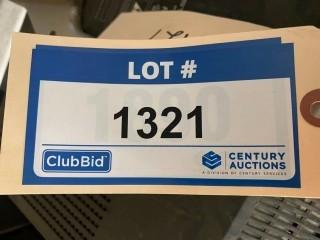 LOT #
1321
ClubBid
CENTURY
AUCTIONS
A DIVISION OF CENTURY SERVICES